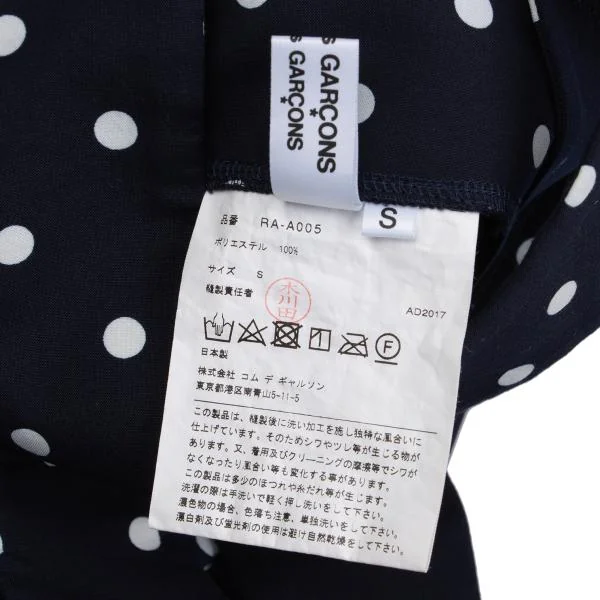 s GARÇONS
s GARÇONS
S
品番 RA-A005
ポリエステル 100%
サイズ S
縫製責任者 木川田
AD2017
F
日本製
株式会社 コム デ ギャルソン
東京都港区南青山5-11-5
この製品は、縫製後に洗い加工を施し独特な風合いに
仕上げています。そのためシワやツレ等が生じる物が
あります。又、着用及びクリーニングの摩擦等でシワが
なくなったり風合い等も変化する事があります。
この製品は多少のほつれや糸だれ等が生じます。
洗濯の際は手洗いで軽く押し洗いをして下さい。
濃色物の場合、色落ち注意、単独洗いをして下さい。
漂白剤及び蛍光剤の使用は避け自然乾燥をして下さい。